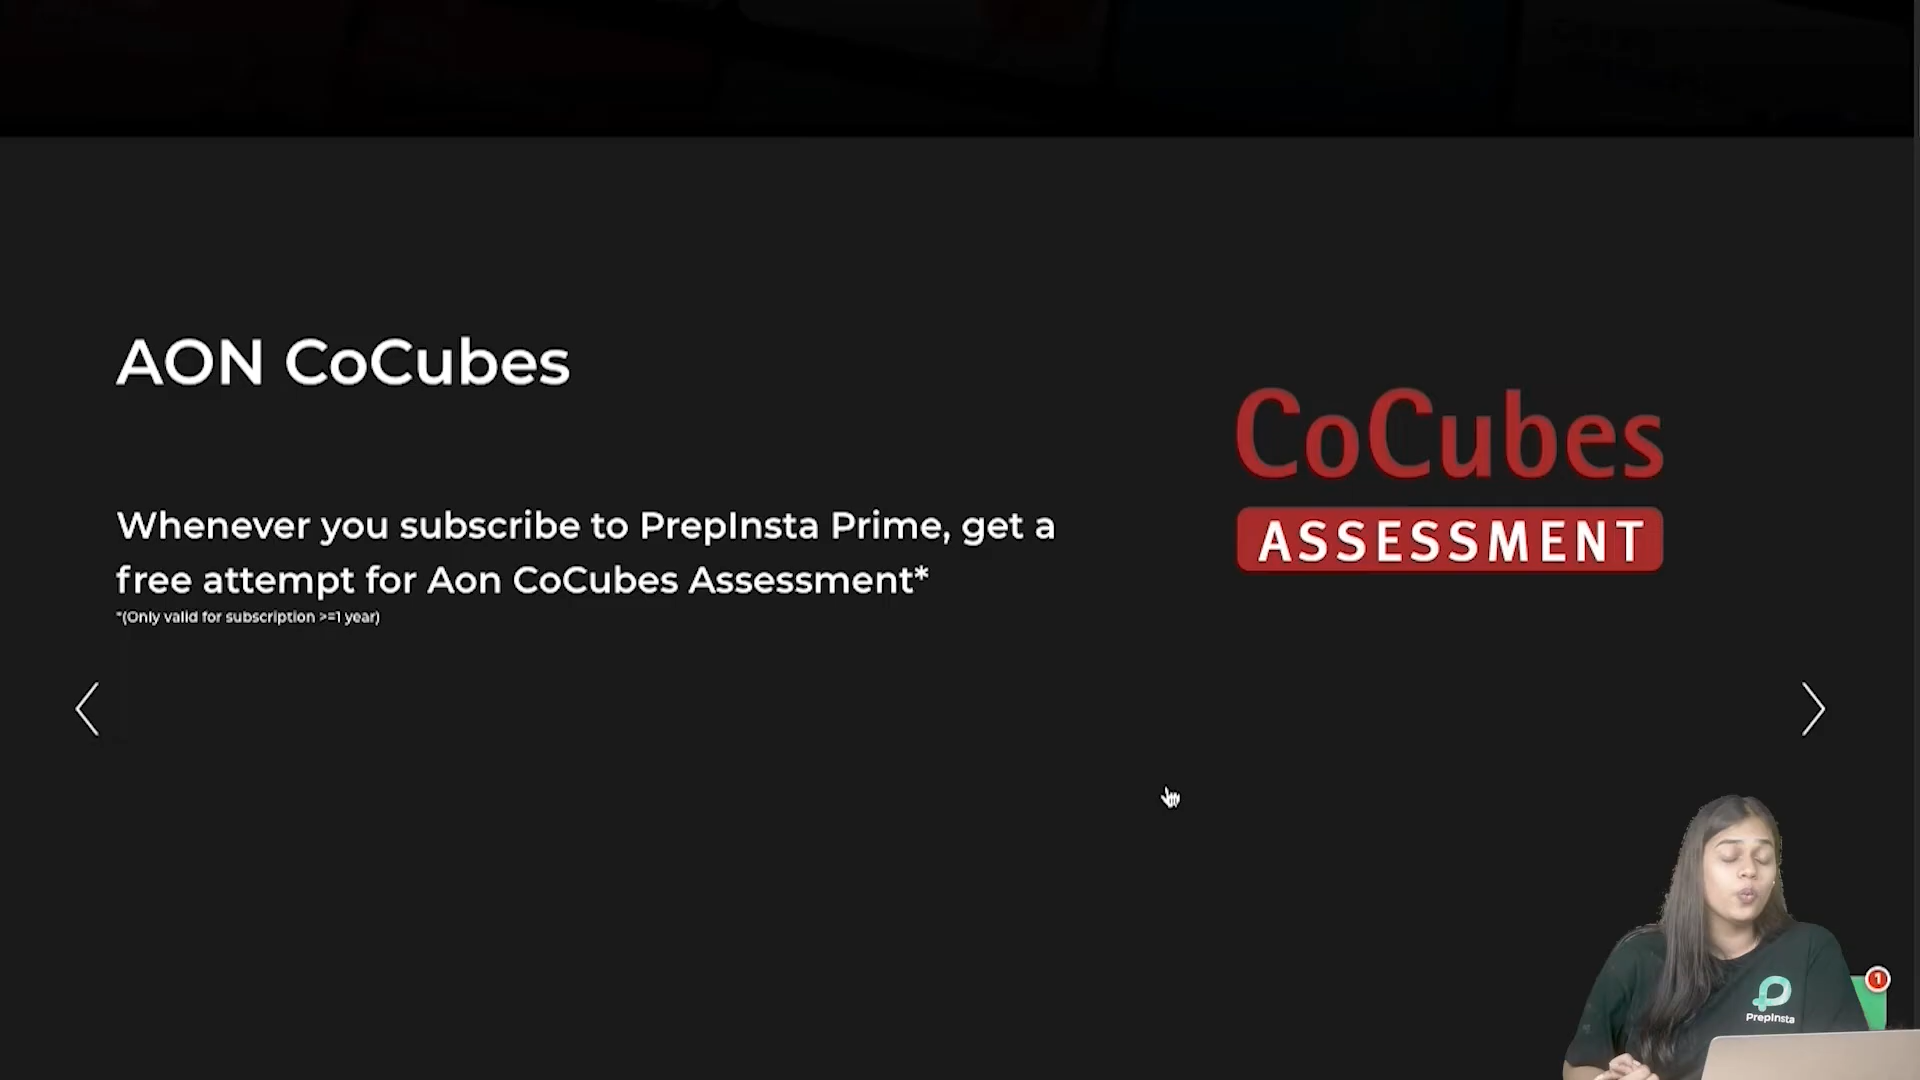 AON CoCubes
CoCubes
ASSESSMENT
Whenever you subscribe to PrepInsta Prime, get a
free attempt for Aon CoCubes Assessment*
*(Only valid for subscription >=1 year)
1
PrepInsta